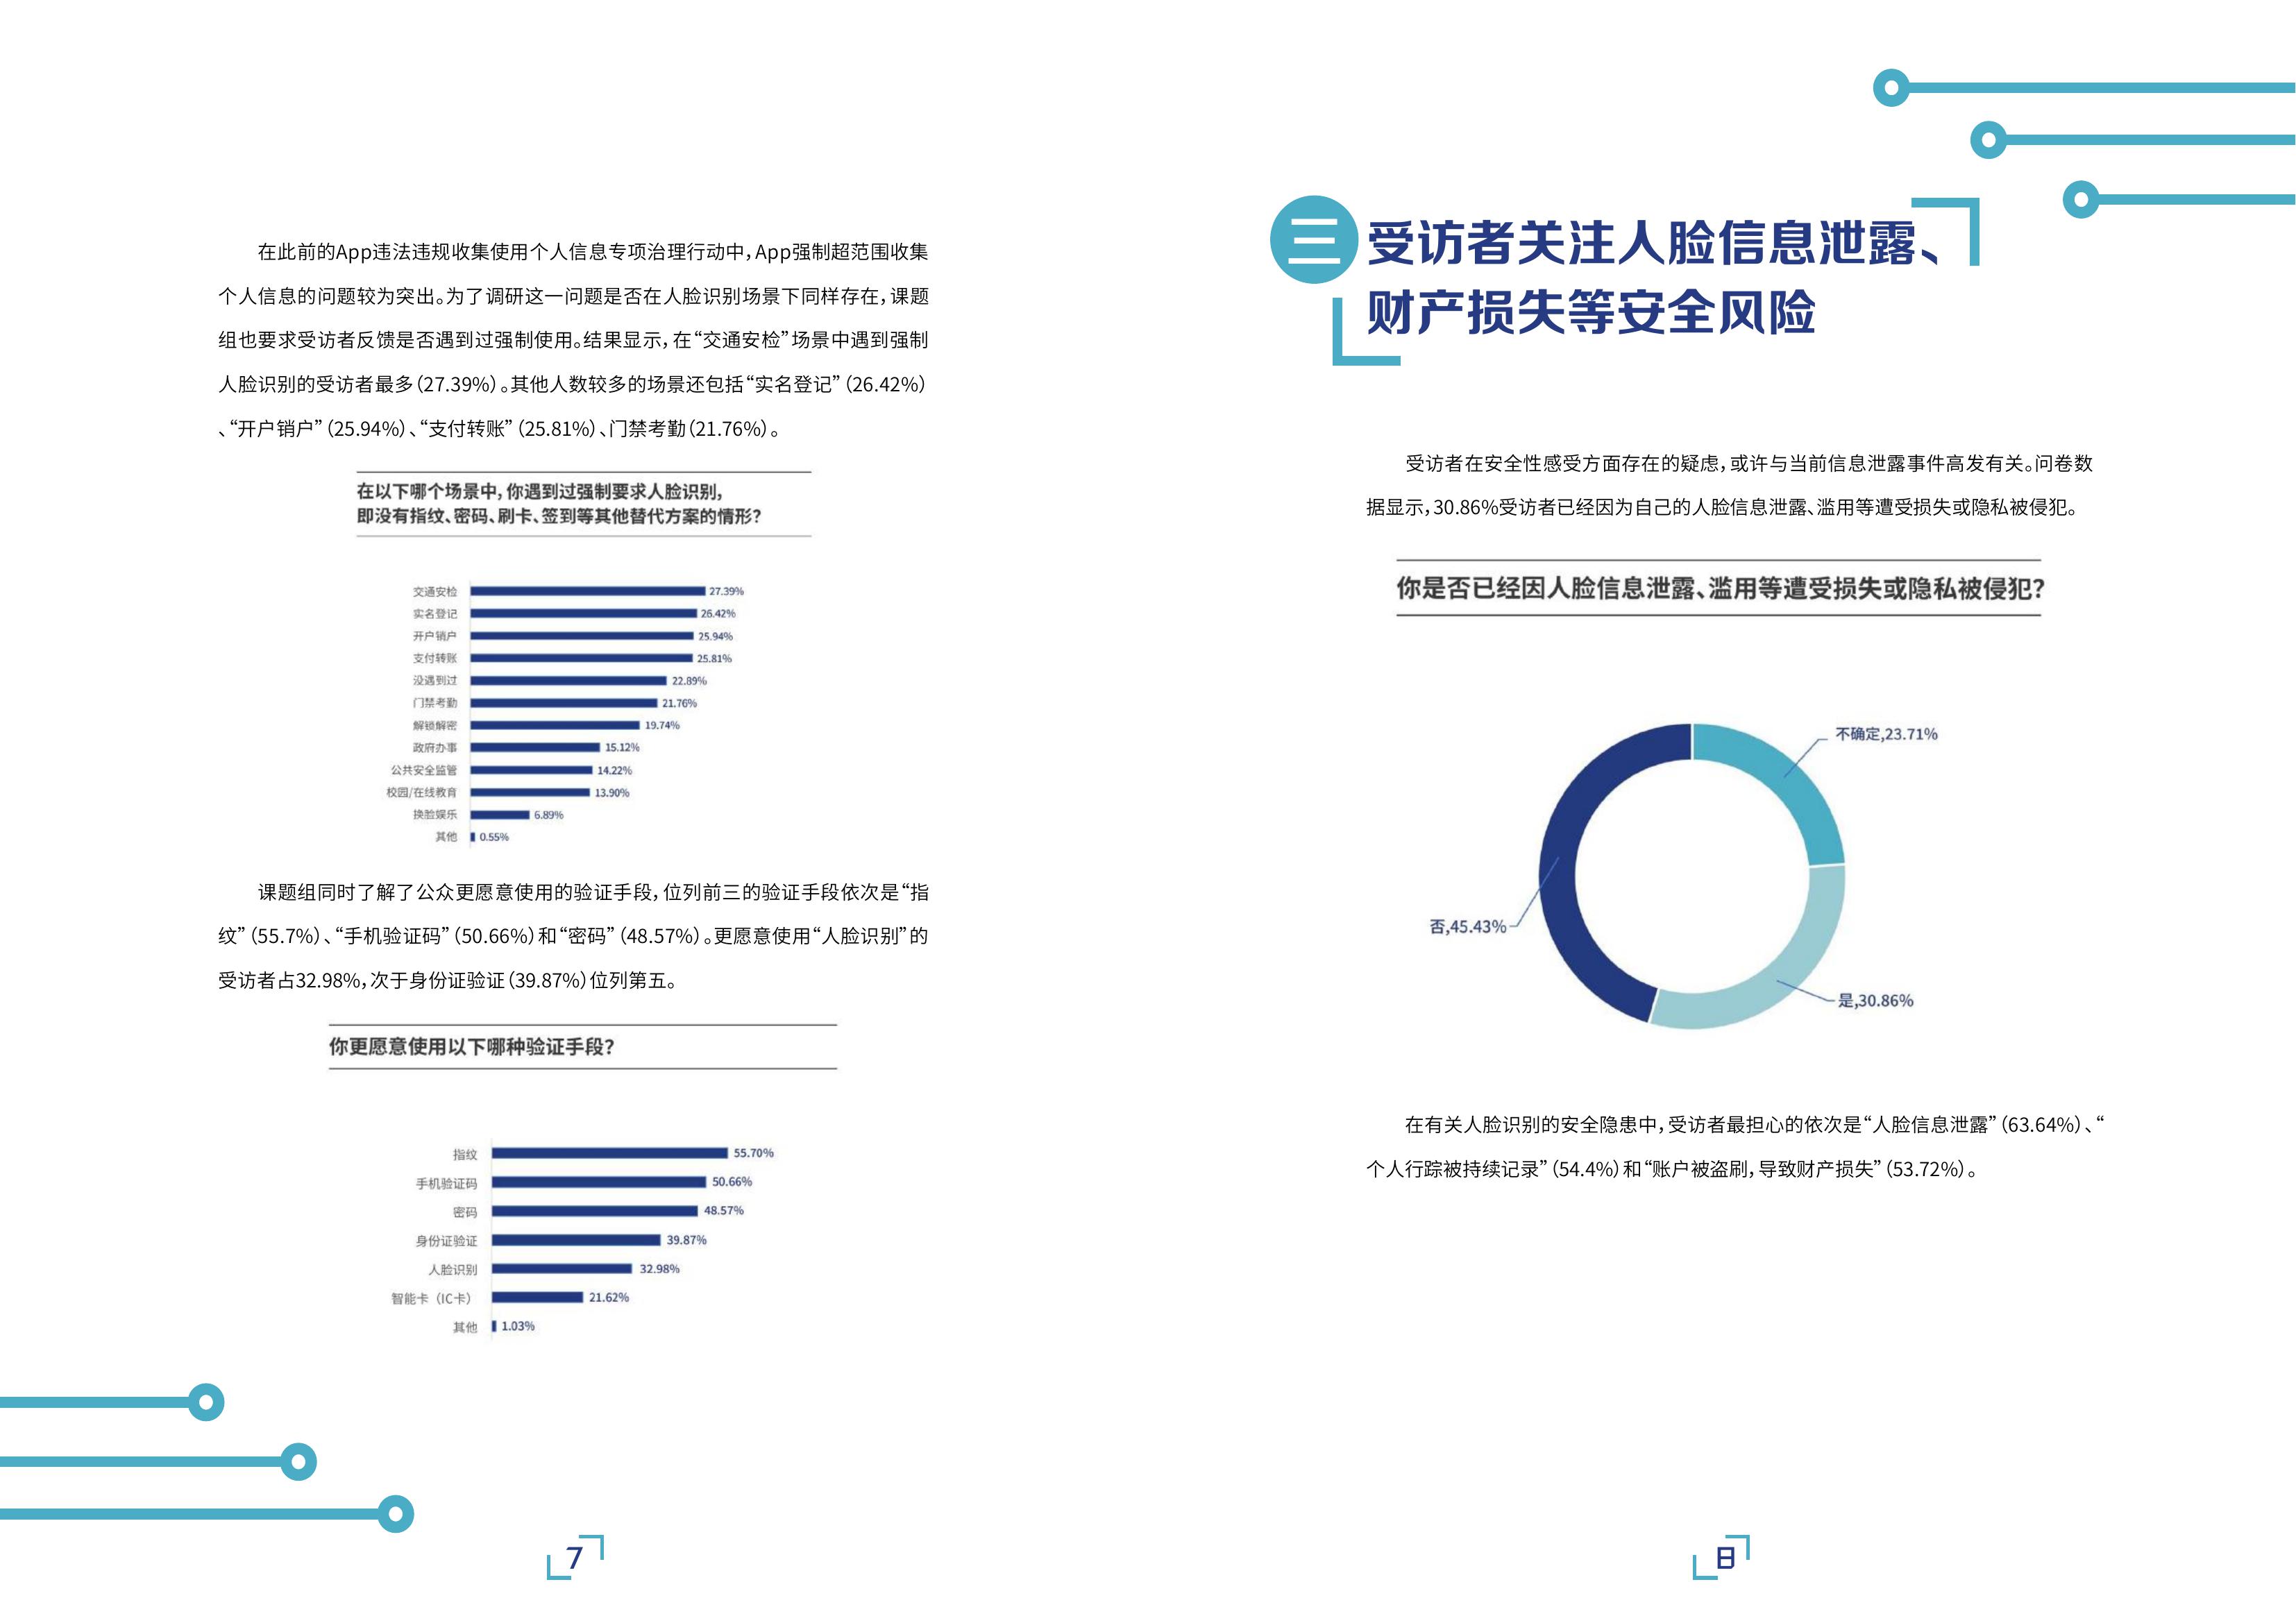 在此前的App违法违规收集使用个人信息专项治理行动中，App强制超范围收集
个人信息的问题较为突出。为了调研这一问题是否在人脸识别场景下同样存在，课题
组也要求受访者反馈是否遇到过强制使用。结果显示，在“交通安检”场景中遇到强制
人脸识别的受访者最多（27.39%）。其他人数较多的场景还包括“实名登记”（26.42%）
、“开户销户”（25.94%）、“支付转账”（25.81%）、门禁考勤（21.76%）。
在以下哪个场景中，你遇到过强制要求人脸识别，
即没有指纹、密码、刷卡、签到等其他替代方案的情形？
交通安检 27.39%
实名登记 26.42%
开户销户 25.94%
支付转账 25.81%
没遇到过 22.89%
门禁考勤 21.76%
解锁解密 19.74%
政府办事 15.12%
公共安全监管 14.22%
校园/在线教育 13.90%
换脸娱乐 6.89%
其他 0.55%
课题组同时了解了公众更愿意使用的验证手段，位列前三的验证手段依次是“指
纹”（55.7%）、“手机验证码”（50.66%）和“密码”（48.57%）。更愿意使用“人脸识别”的
受访者占32.98%，次于身份证验证（39.87%）位列第五。
你更愿意使用以下哪种验证手段？
指纹 55.70%
手机验证码 50.66%
密码 48.57%
身份证验证 39.87%
人脸识别 32.98%
智能卡（IC卡） 21.62%
其他 1.03%
7
三 受访者关注人脸信息泄露、
财产损失等安全风险
受访者在安全性感受方面存在的疑虑，或许与当前信息泄露事件高发有关。问卷数
据显示，30.86%受访者已经因为自己的人脸信息泄露、滥用等遭受损失或隐私被侵犯。
你是否已经因人脸信息泄露、滥用等遭受损失或隐私被侵犯？
不确定,23.71%
否,45.43%
是,30.86%
在有关人脸识别的安全隐患中，受访者最担心的依次是“人脸信息泄露”（63.64%）、“
个人行踪被持续记录”（54.4%）和“账户被盗刷，导致财产损失”（53.72%）。
8